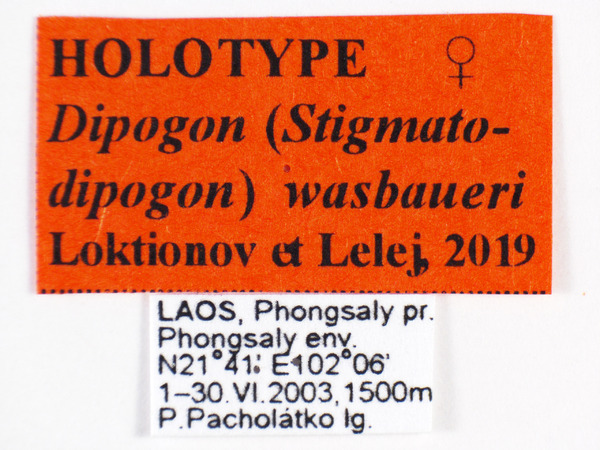 HOLOTYPE ♀
Dipogon (Stigmato-
dipogon) wasbaueri
Loktionov et Lelej, 2019
LAOS, Phongsaly pr.
Phongsaly env.
N21°41' E102°06'
1–30.VI.2003, 1500m
P.Pacholátko lg.